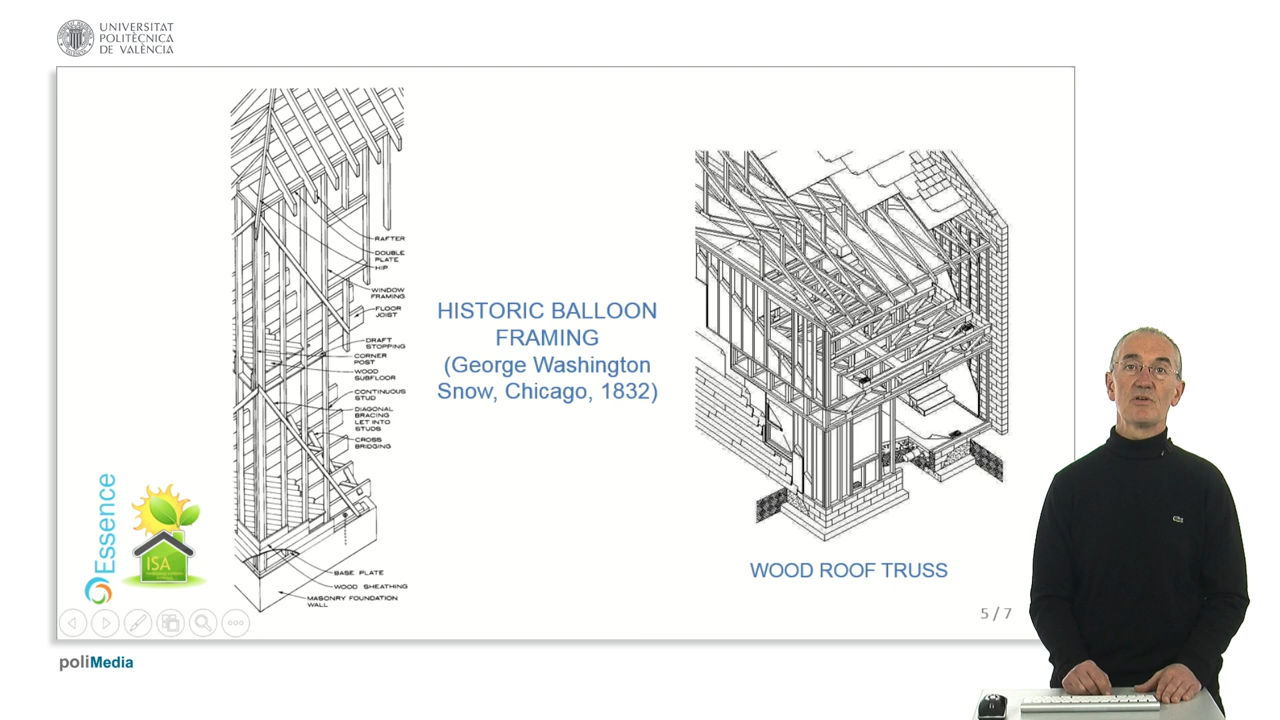 UNIVERSITAT
POLITÈCNICA
DE VALÈNCIA
RAFTER
DOUBLE
PLATE
HIP
WINDOW
FRAMING
FLOOR
JOIST
DRAFT
STOPPING
CORNER
POST
WOOD
SUBFLOOR
CONTINUOUS
STUD
DIAGONAL
BRACING
LET INTO
STUDS
CROSS
BRIDGING
BASE PLATE
WOOD SHEATHING
MASONRY FOUNDATION
WALL
HISTORIC BALLOON
FRAMING
(George Washington
Snow, Chicago, 1832)
WOOD ROOF TRUSS
Essence
ISA
5 / 7
poliMedia